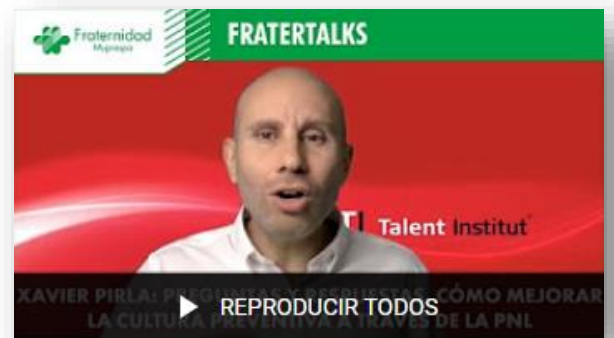 Fraternidad
Muprespa
FRATERTALKS
TI Talent Institut
XAVIER PIRLA: PREGUNTAS Y RESPUESTAS. CÓMO MEJORAR
LA CULTURA PREVENTIVA A TRAVÉS DE LA PNL
REPRODUCIR TODOS